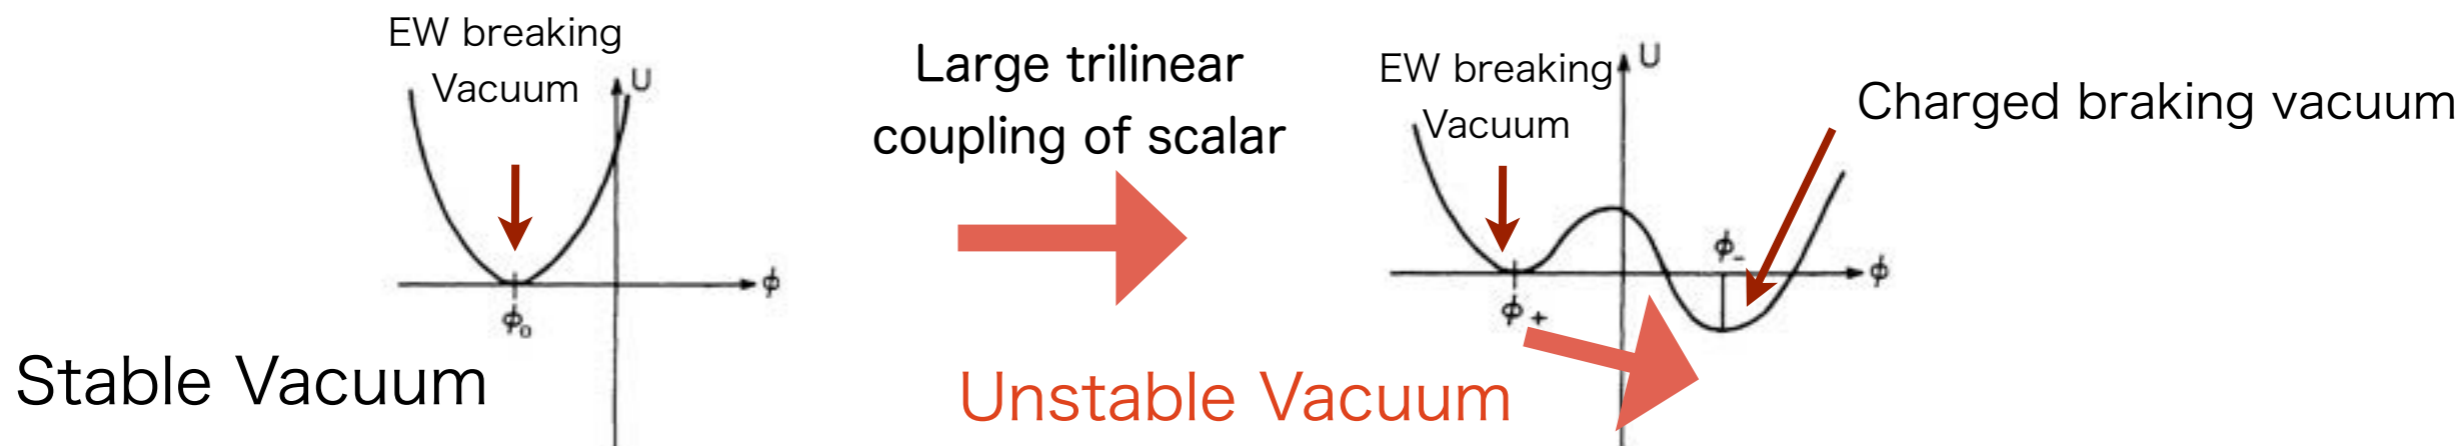 EW breaking
Vacuum
U
ϕ
ϕ₀
Stable Vacuum
Large trilinear
coupling of scalar
EW breaking
Vacuum
U
Charged braking vacuum
ϕ₋
ϕ
ϕ₊
Unstable Vacuum